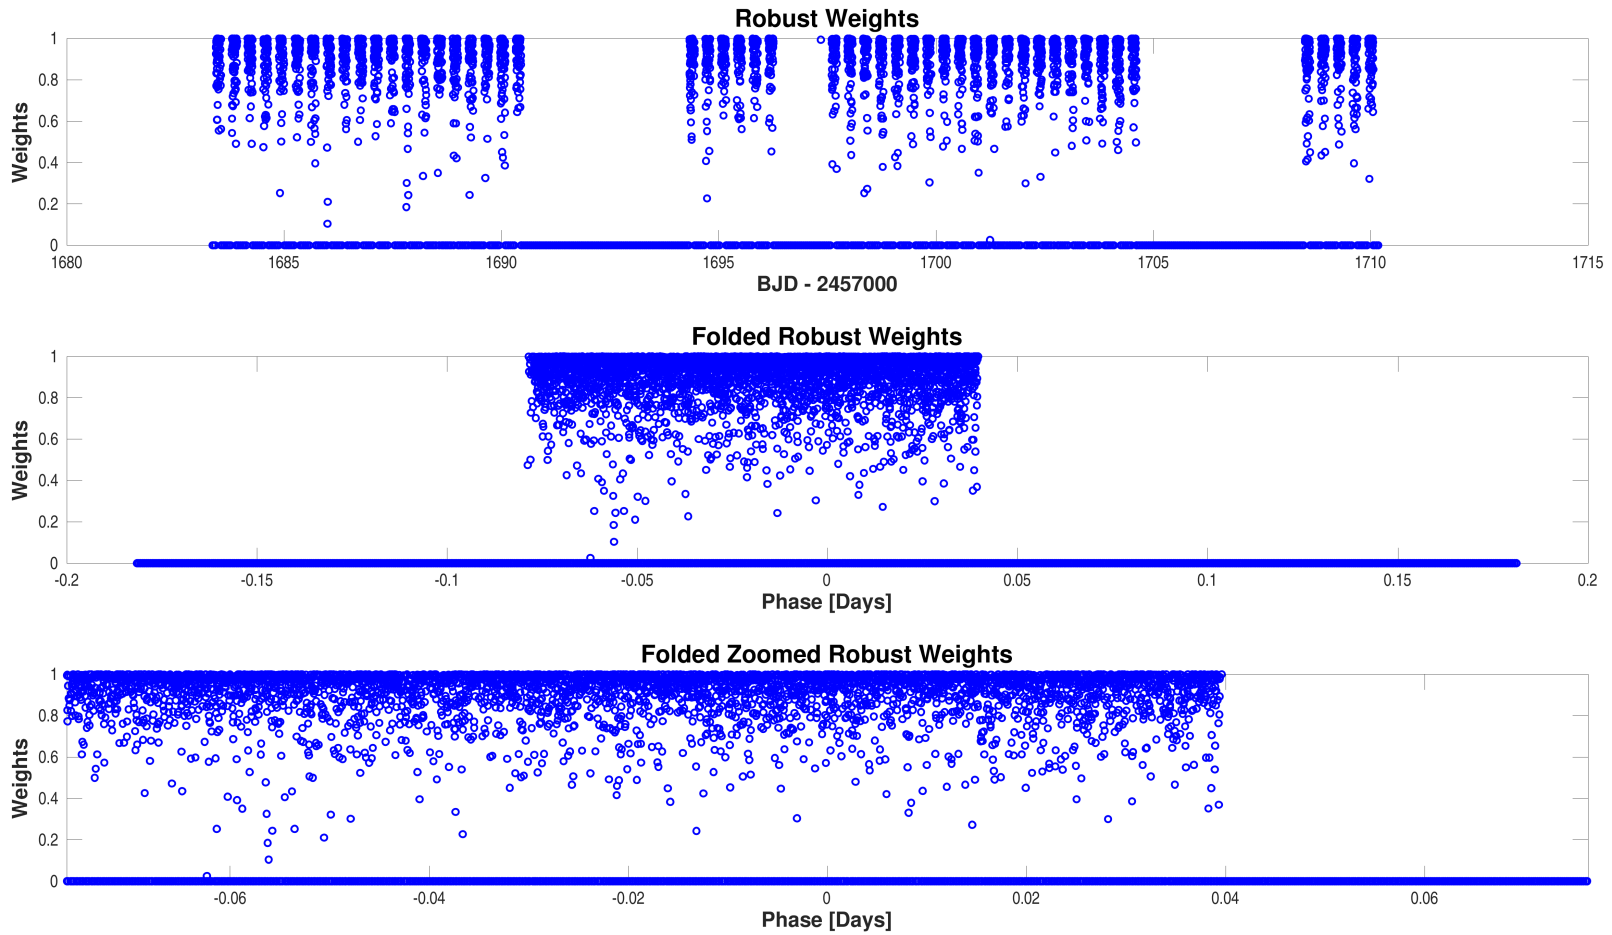 Robust Weights
1
0.8
0.6
0.4
0.2
0
Weights
1680 1685 1690 1695 1700 1705 1710 1715
BJD - 2457000
Folded Robust Weights
1
0.8
0.6
0.4
0.2
0
Weights
-0.2 -0.15 -0.1 -0.05 0 0.05 0.1 0.15 0.2
Phase [Days]
Folded Zoomed Robust Weights
1
0.8
0.6
0.4
0.2
0
Weights
-0.06 -0.04 -0.02 0 0.02 0.04 0.06
Phase [Days]